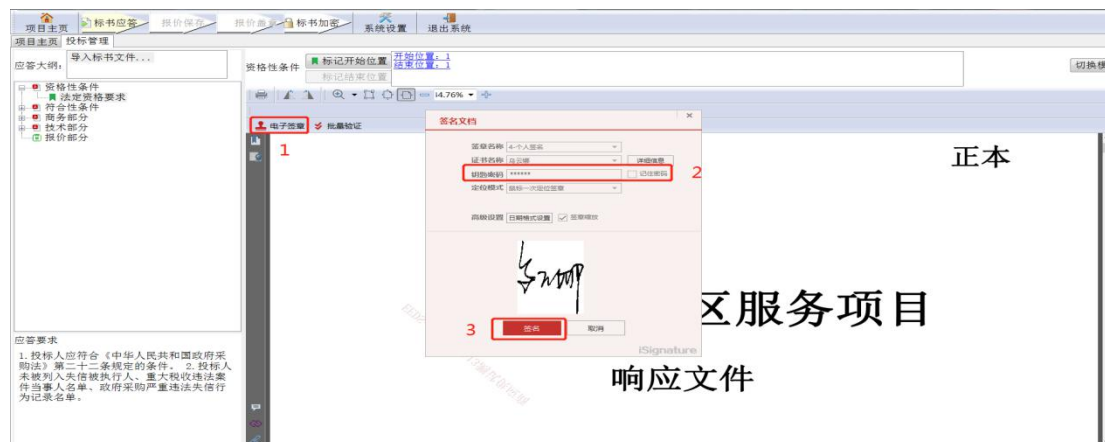 项目主页 标书应答 报价保存 报价盖章 标书加密 系统设置 退出系统
项目主页 投标管理
应答大纲： 导入标书文件...
资格性条件
法定资格要求
符合性条件
商务部分
技术部分
报价部分
应答要求
1.投标人应符合《中华人民共和国政府采
购法》第二十二条规定的条件。 2.投标人
未被列入失信被执行人、重大税收违法案
件当事人名单、政府采购严重违法失信行
为记录名单。
资格性条件 标记开始位置 开始位置：1
标记结束位置 结束位置：1
切换模
14.76%
电子签章 批量验证
1
签名文档
签章名称 4-个人签名
证书名称 详细信息
钥匙密码 ****** 记住密码 2
定位模式 鼠标一次定位签章
高级设置 日期格式设置 签章缩放
3 签名 取消
iSignature
正本
区服务项目
响应文件